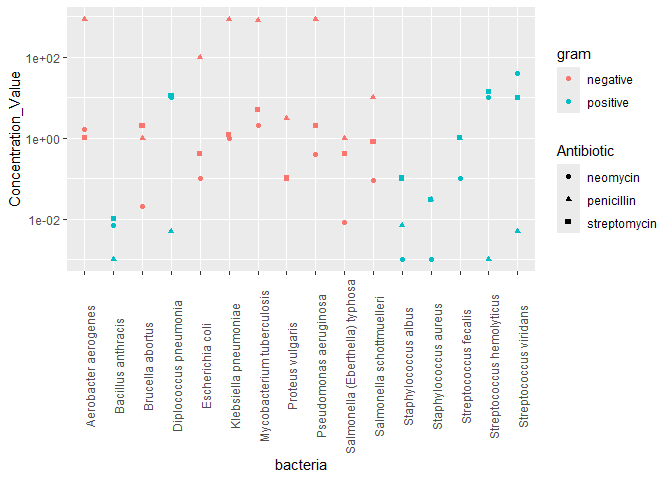 Concentration_Value
1e+02
1e+00
1e-02
Aerobacter aerogenes
Bacillus anthracis
Brucella abortus
Diplococcus pneumonia
Escherichia coli
Klebsiella pneumoniae
Mycobacterium tuberculosis
Proteus vulgaris
Pseudomonas aeruginosa
Salmonella (Eberthella) typhosa
Salmonella schottmuelleri
Staphylococcus albus
Staphylococcus aureus
Streptococcus fecalis
Streptococcus hemolyticus
Streptococcus viridans
bacteria
gram
negative
positive
Antibiotic
neomycin
penicillin
streptomycin